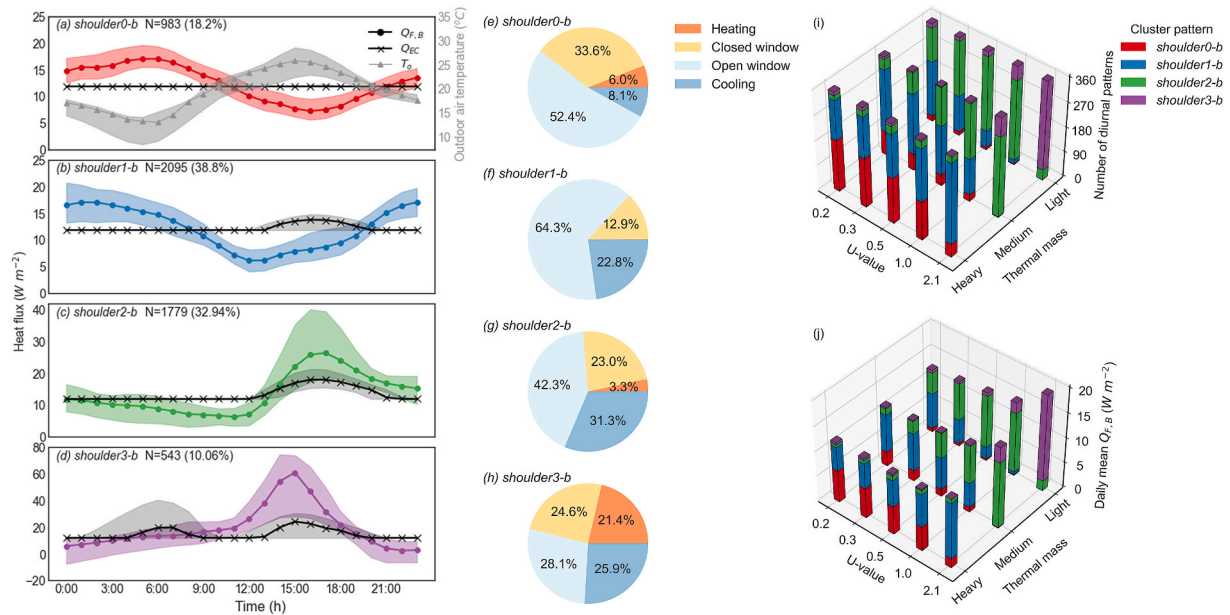 (a) shoulder0-b N=983 (18.2%)
Q_{F,B}
Q_{EC}
T_o
25
20
15
10
5
0
35
30
25
20
15
10
Outdoor air temperature (°C)
(b) shoulder1-b N=2095 (38.8%)
25
20
15
10
5
0
(c) shoulder2-b N=1779 (32.94%)
40
30
20
10
0
(d) shoulder3-b N=543 (10.06%)
80
60
40
20
0
−20
Heat flux (W m⁻²)
0:00 3:00 6:00 9:00 12:00 15:00 18:00 21:00
Time (h)
(e) shoulder0-b
33.6%
6.0%
8.1%
52.4%
Heating
Closed window
Open window
Cooling
(f) shoulder1-b
64.3%
12.9%
22.8%
(g) shoulder2-b
23.0%
42.3%
3.3%
31.3%
(h) shoulder3-b
24.6%
21.4%
28.1%
25.9%
(i)
360
270
180
90
0
Number of diurnal patterns
0.2
0.3
0.5
1.0
2.1
U-value
Heavy
Medium
Light
Thermal mass
Cluster pattern
shoulder0-b
shoulder1-b
shoulder2-b
shoulder3-b
(j)
20
15
10
5
0
Daily mean Q_{F,B} (W m⁻²)
0.2
0.3
0.5
1.0
2.1
U-value
Heavy
Medium
Light
Thermal mass